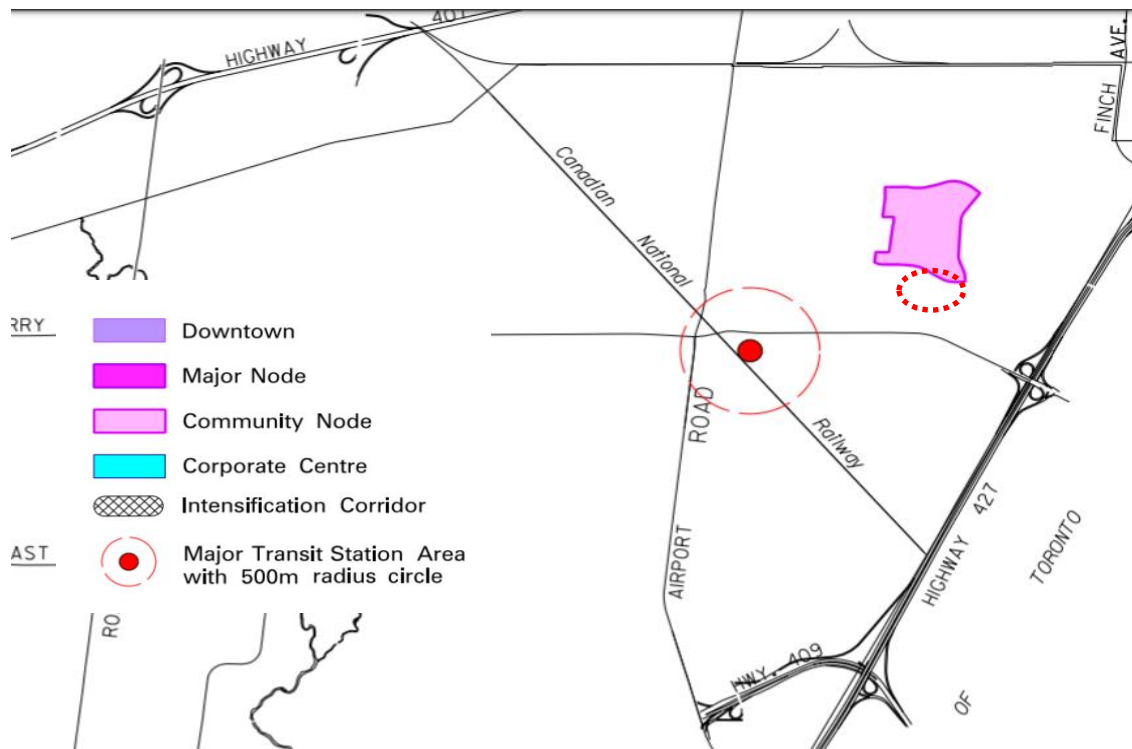 401
HIGHWAY
AVE.
FINCH
Canadian
National
Railway
RRY
Downtown
Major Node
Community Node
Corporate Centre
Intensification Corridor
Major Transit Station Area
with 500m radius circle
AST
RO
ROAD
AIRPORT
HIGHWAY 427
TORONTO
OF
HWY. 409